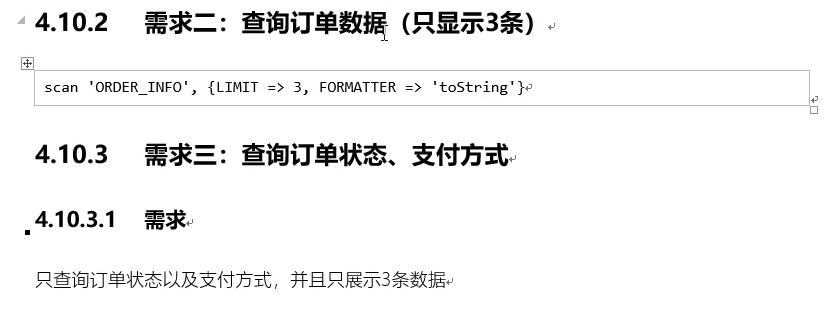 4.10.2 需求二：查询订单数据（只显示3条）
scan 'ORDER_INFO', {LIMIT => 3, FORMATTER => 'toString'}
4.10.3 需求三：查询订单状态、支付方式
4.10.3.1 需求
只查询订单状态以及支付方式，并且只展示3条数据